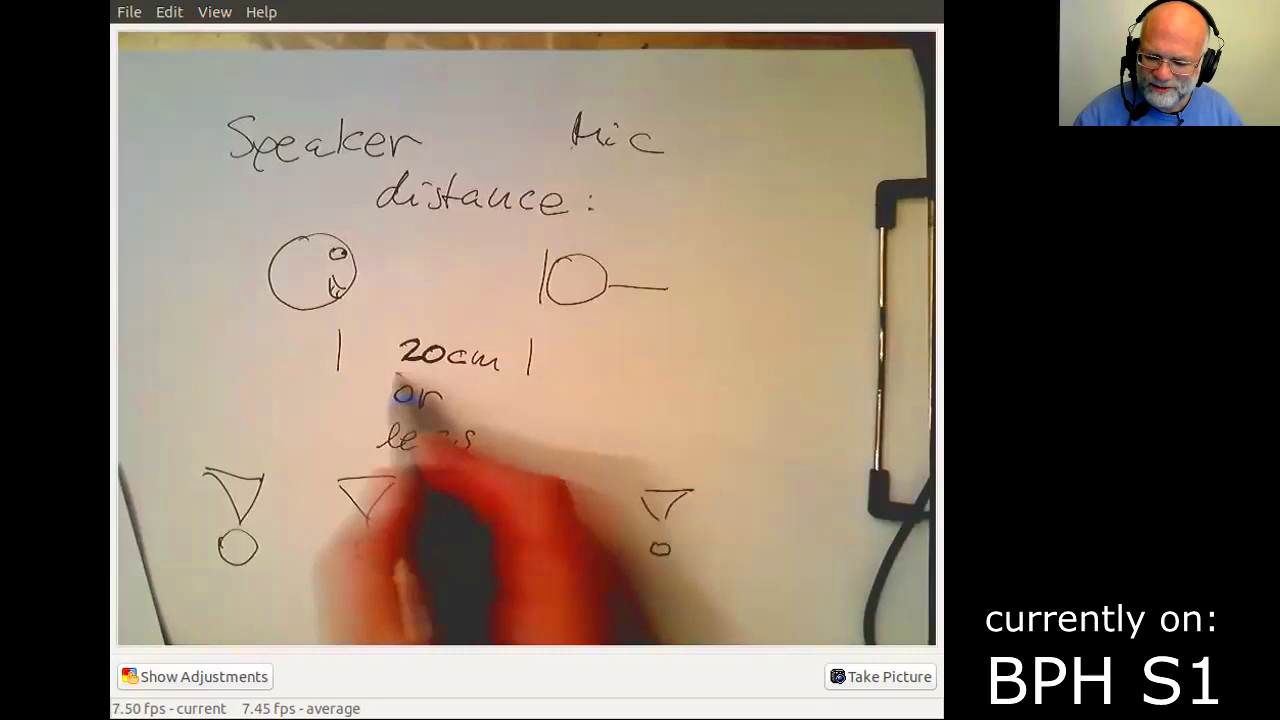 File Edit View Help
Speaker Mic
distance:
20cm
or
less
Show Adjustments
Take Picture
7.50 fps - current 7.45 fps - average
currently on:
BPH S1